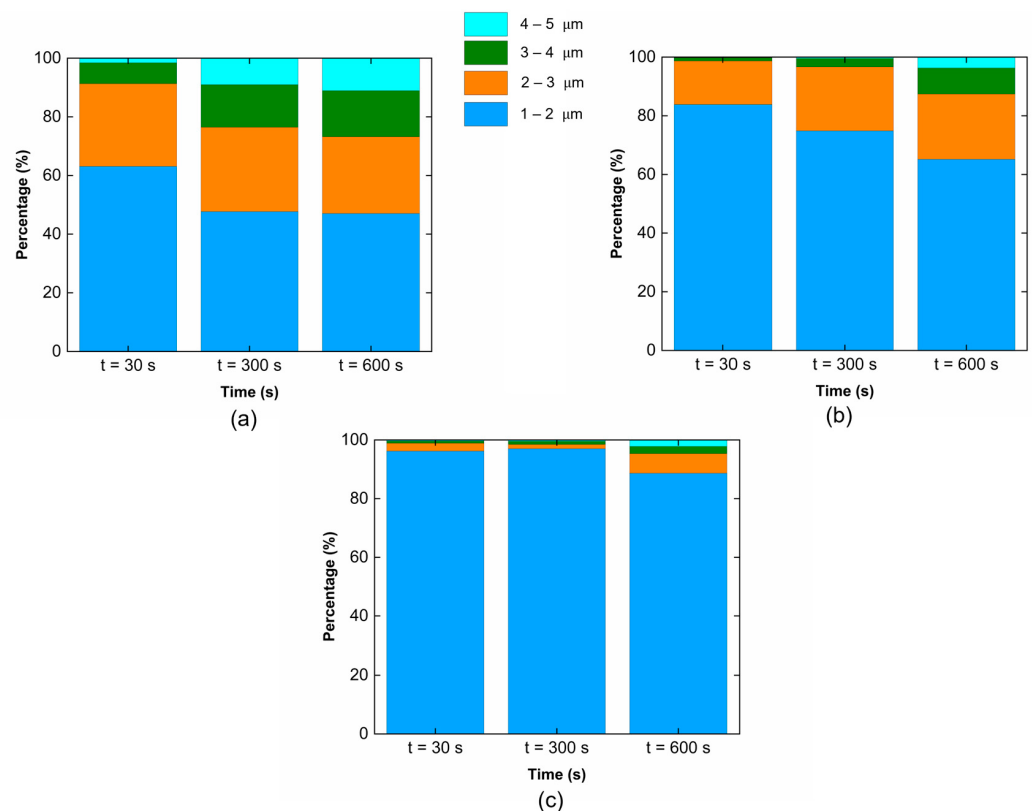 4 – 5 μm
3 – 4 μm
2 – 3 μm
1 – 2 μm
100
80
60
40
20
0
Percentage (%)
t = 30 s t = 300 s t = 600 s
Time (s)
(a)
100
80
60
40
20
0
Percentage (%)
t = 30 s t = 300 s t = 600 s
Time (s)
(b)
100
80
60
40
20
0
Percentage (%)
t = 30 s t = 300 s t = 600 s
Time (s)
(c)